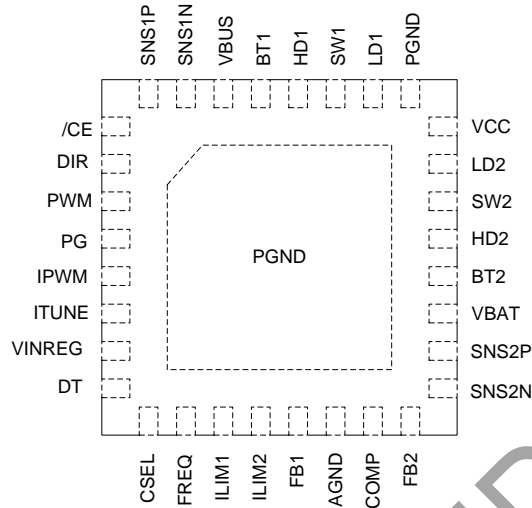 SNS1P
SNS1N
VBUS
BT1
HD1
SW1
LD1
PGND
/CE
DIR
PWM
PG
IPWM
ITUNE
VINREG
DT
PGND
VCC
LD2
SW2
HD2
BT2
VBAT
SNS2P
SNS2N
CSEL
FREQ
ILIM1
ILIM2
FB1
AGND
COMP
FB2